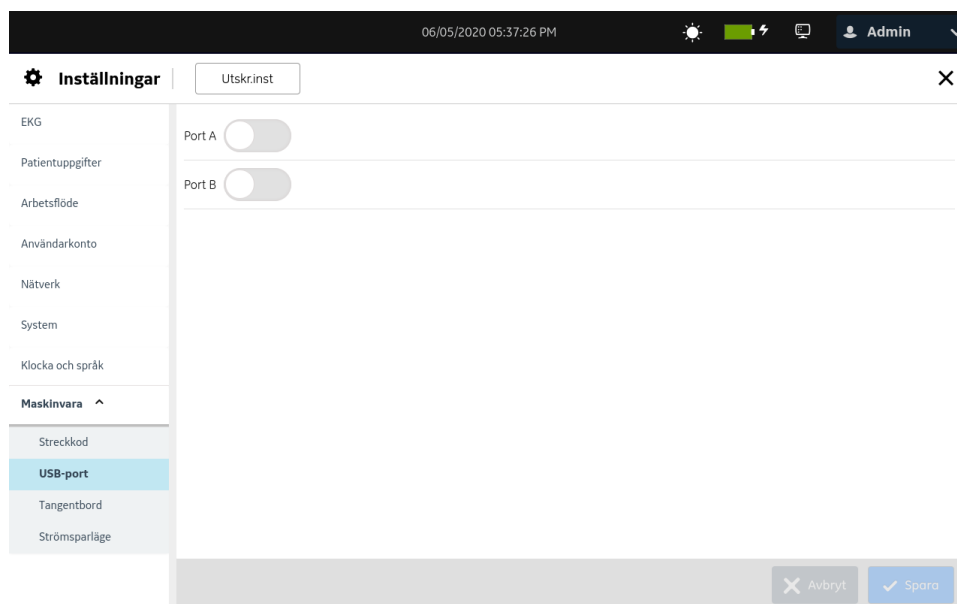 06/05/2020 05:37:26 PM
Admin
Inställningar
Utskr.inst
EKG
Patientuppgifter
Arbetsflöde
Användarkonto
Nätverk
System
Klocka och språk
Maskinvara
Streckkod
USB-port
Tangentbord
Strömsparläge
Port A
Port B
Avbryt
Spara